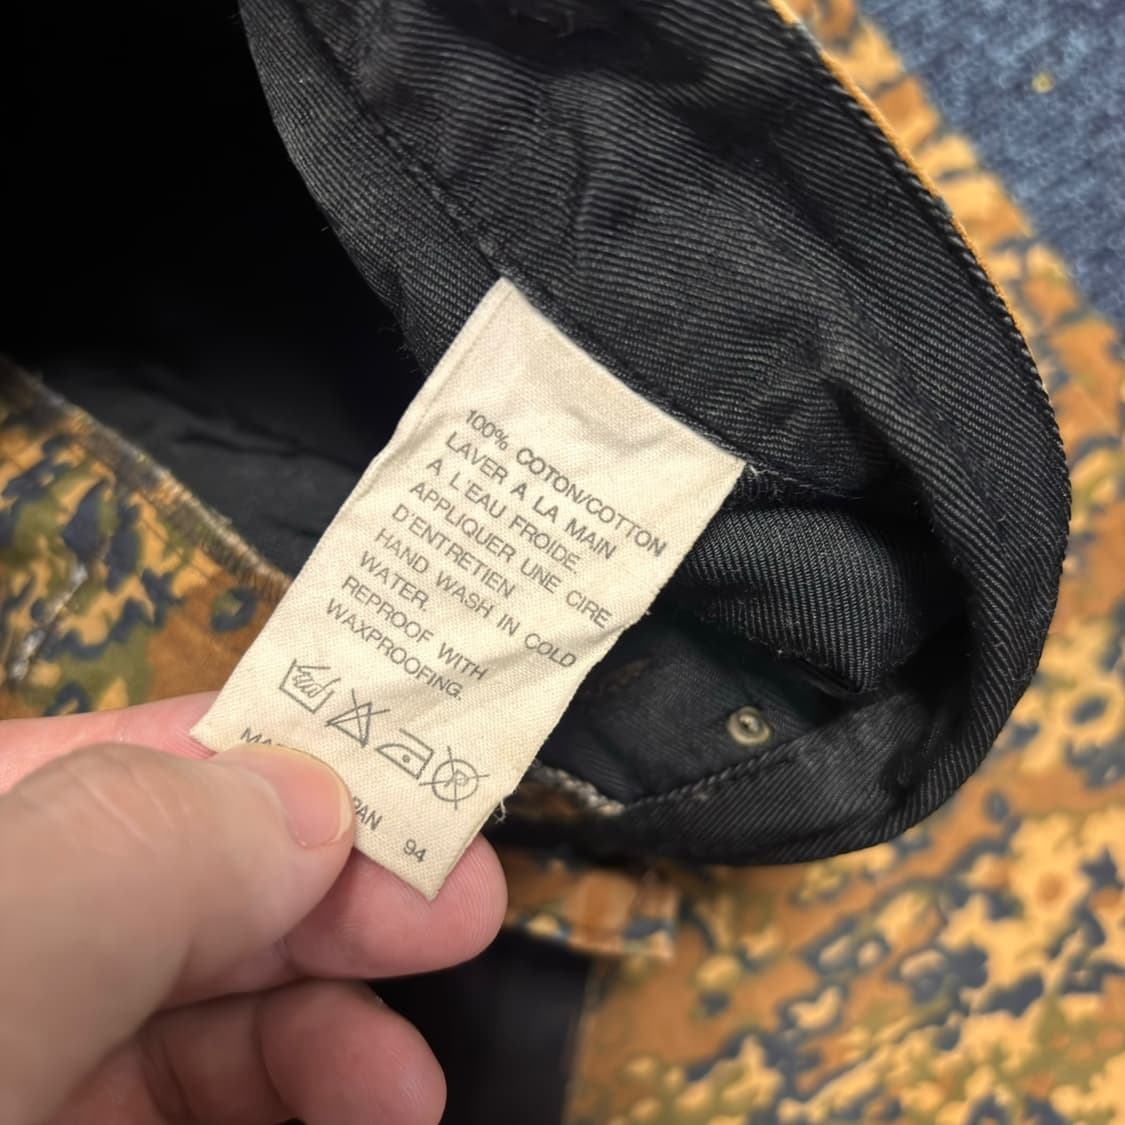 100% COTON/COTTON
LAVER A LA MAIN
A L'EAU FROIDE.
APPLIQUER UNE CIRE
D'ENTRETIEN
HAND WASH IN COLD
WATER.
REPROOF WITH
WAXPROOFING.
P
94